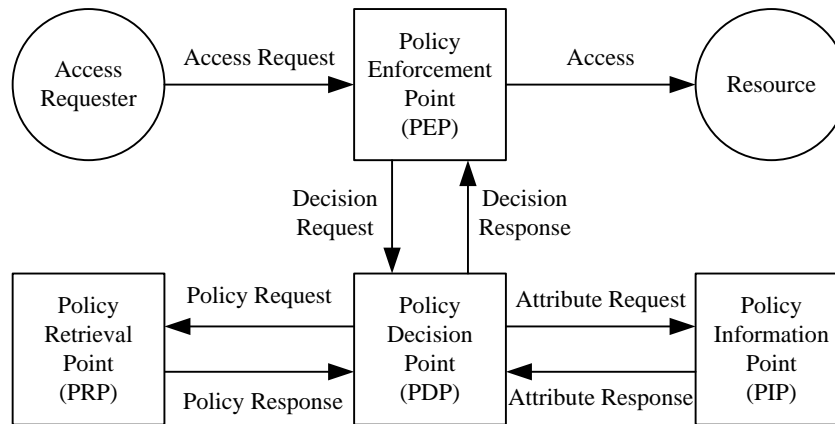 Access
Requester
Access Request
Policy
Enforcement
Point
(PEP)
Access
Resource
Decision
Request
Decision
Response
Policy
Retrieval
Point
(PRP)
Policy Request
Policy Response
Policy
Decision
Point
(PDP)
Attribute Request
Attribute Response
Policy
Information
Point
(PIP)